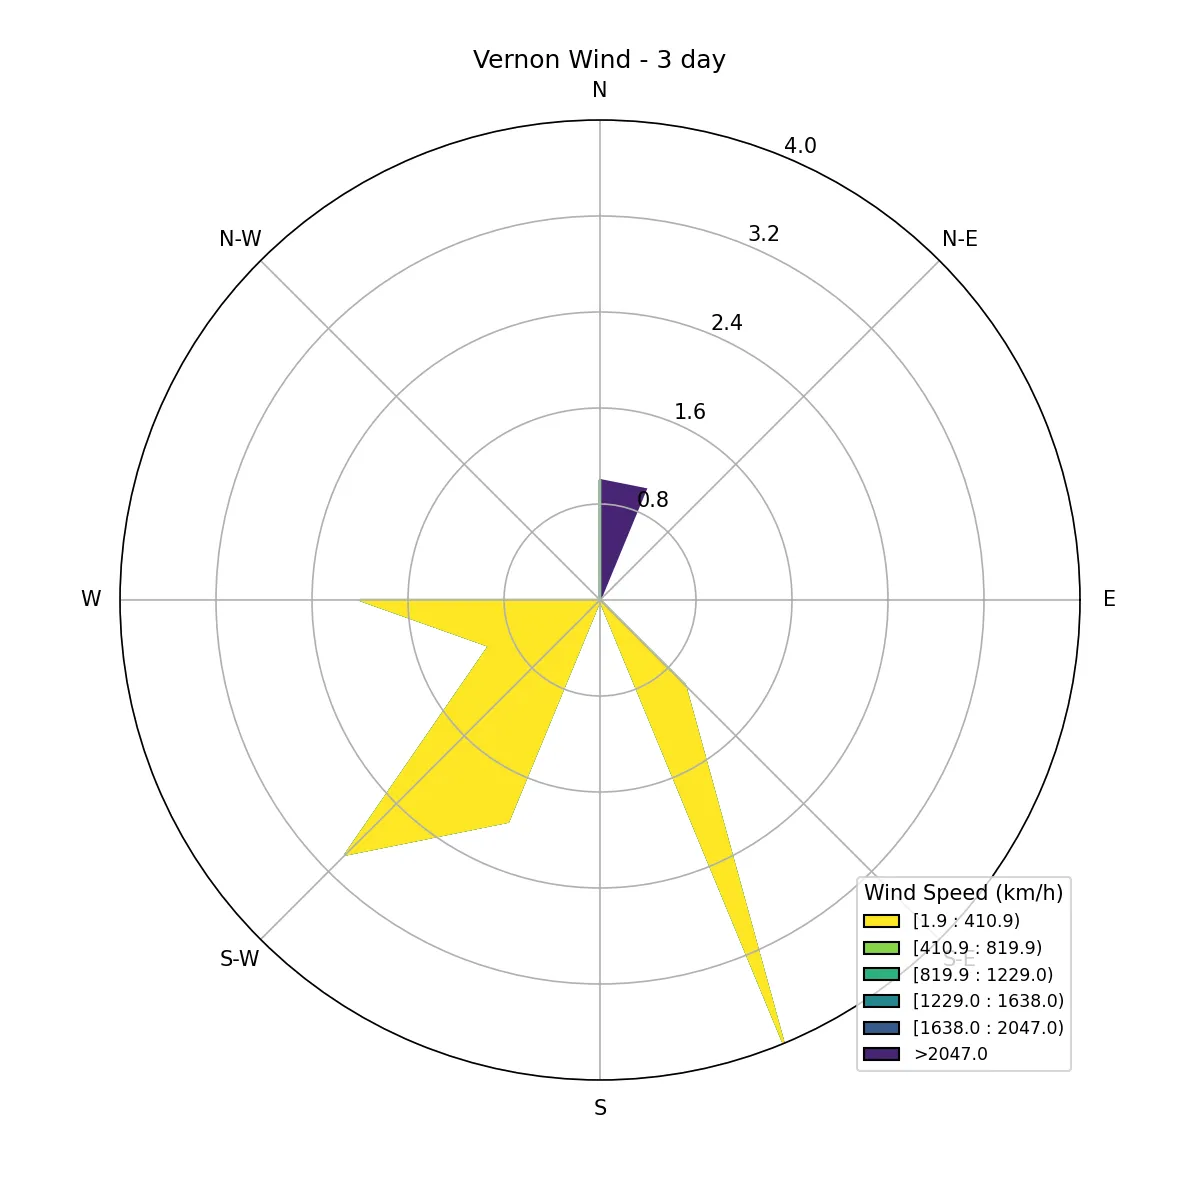 Vernon Wind - 3 day
N
4.0
N-W
N-E
3.2
2.4
1.6
0.8
W
E
S-W
S-E
S
Wind Speed (km/h)
[1.9 : 410.9)
[410.9 : 819.9)
[819.9 : 1229.0)
[1229.0 : 1638.0)
[1638.0 : 2047.0)
>2047.0